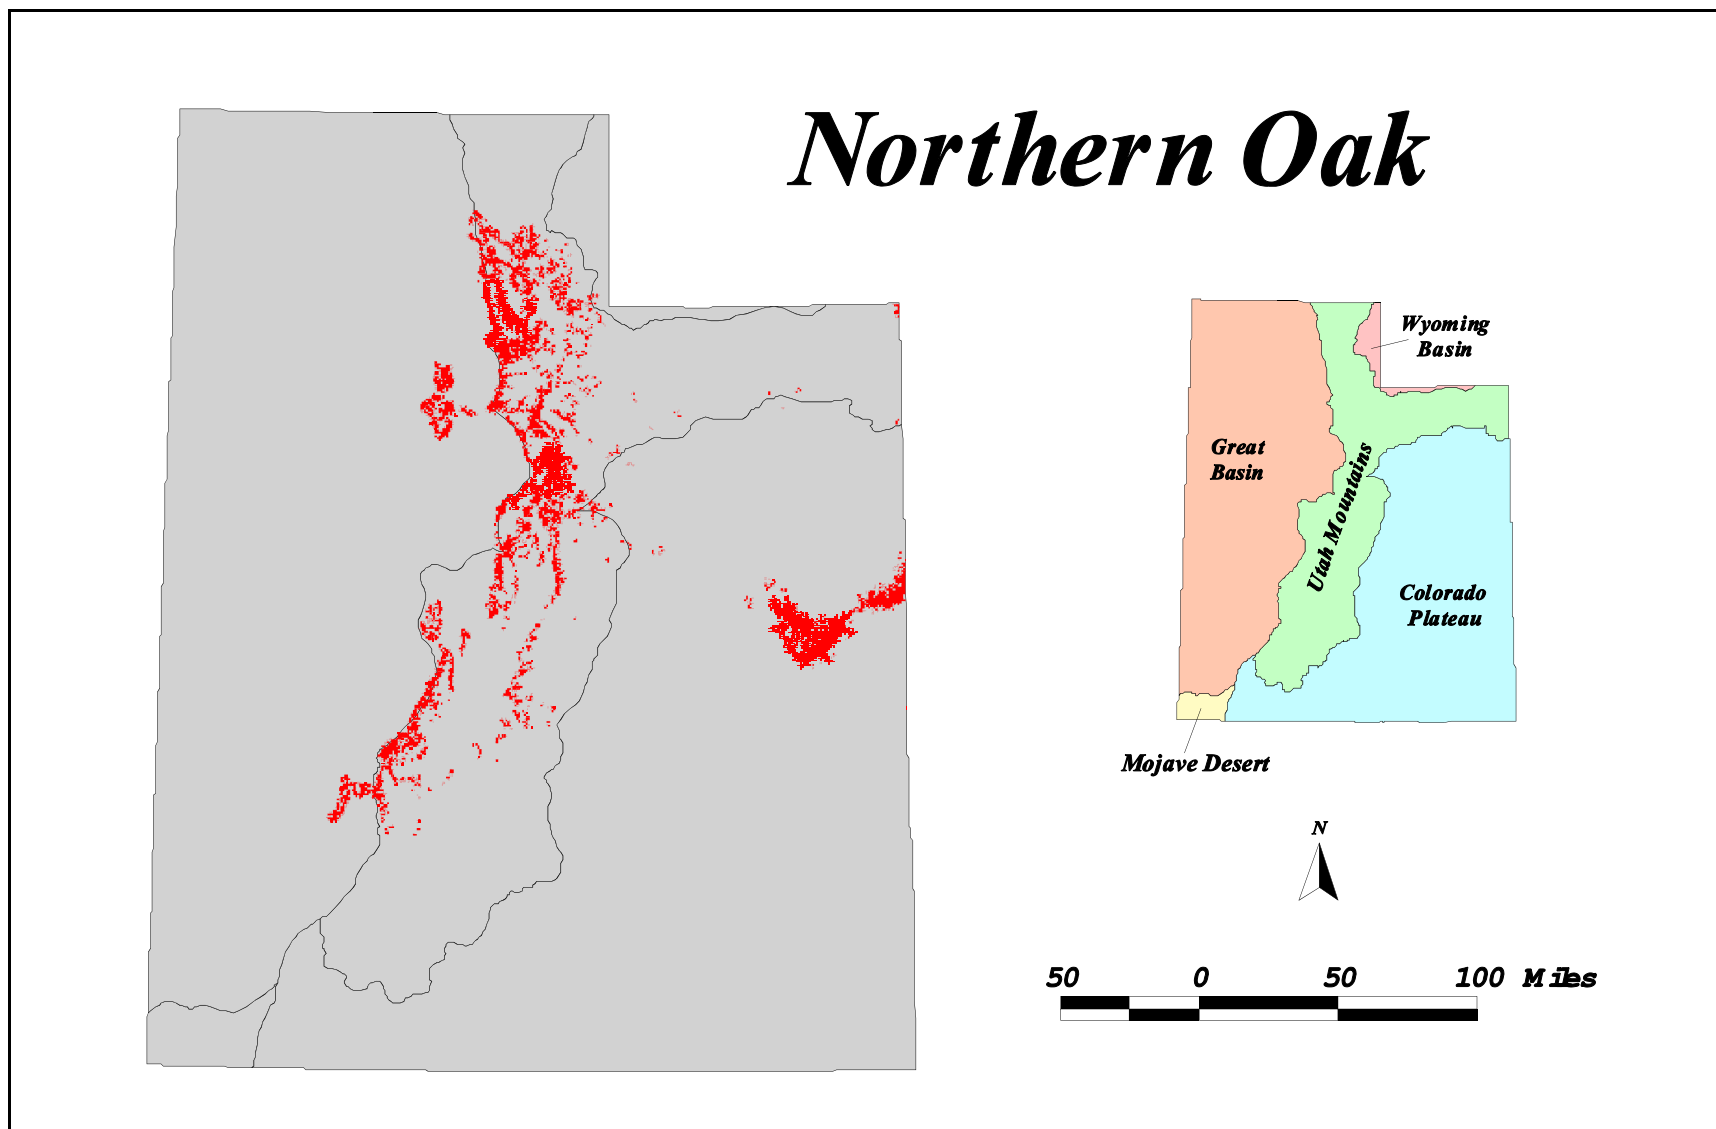 Northern Oak
Wyoming
Basin
Great
Basin
Utah Mountains
Colorado
Plateau
Mojave Desert
N
50 0 50 100 Miles